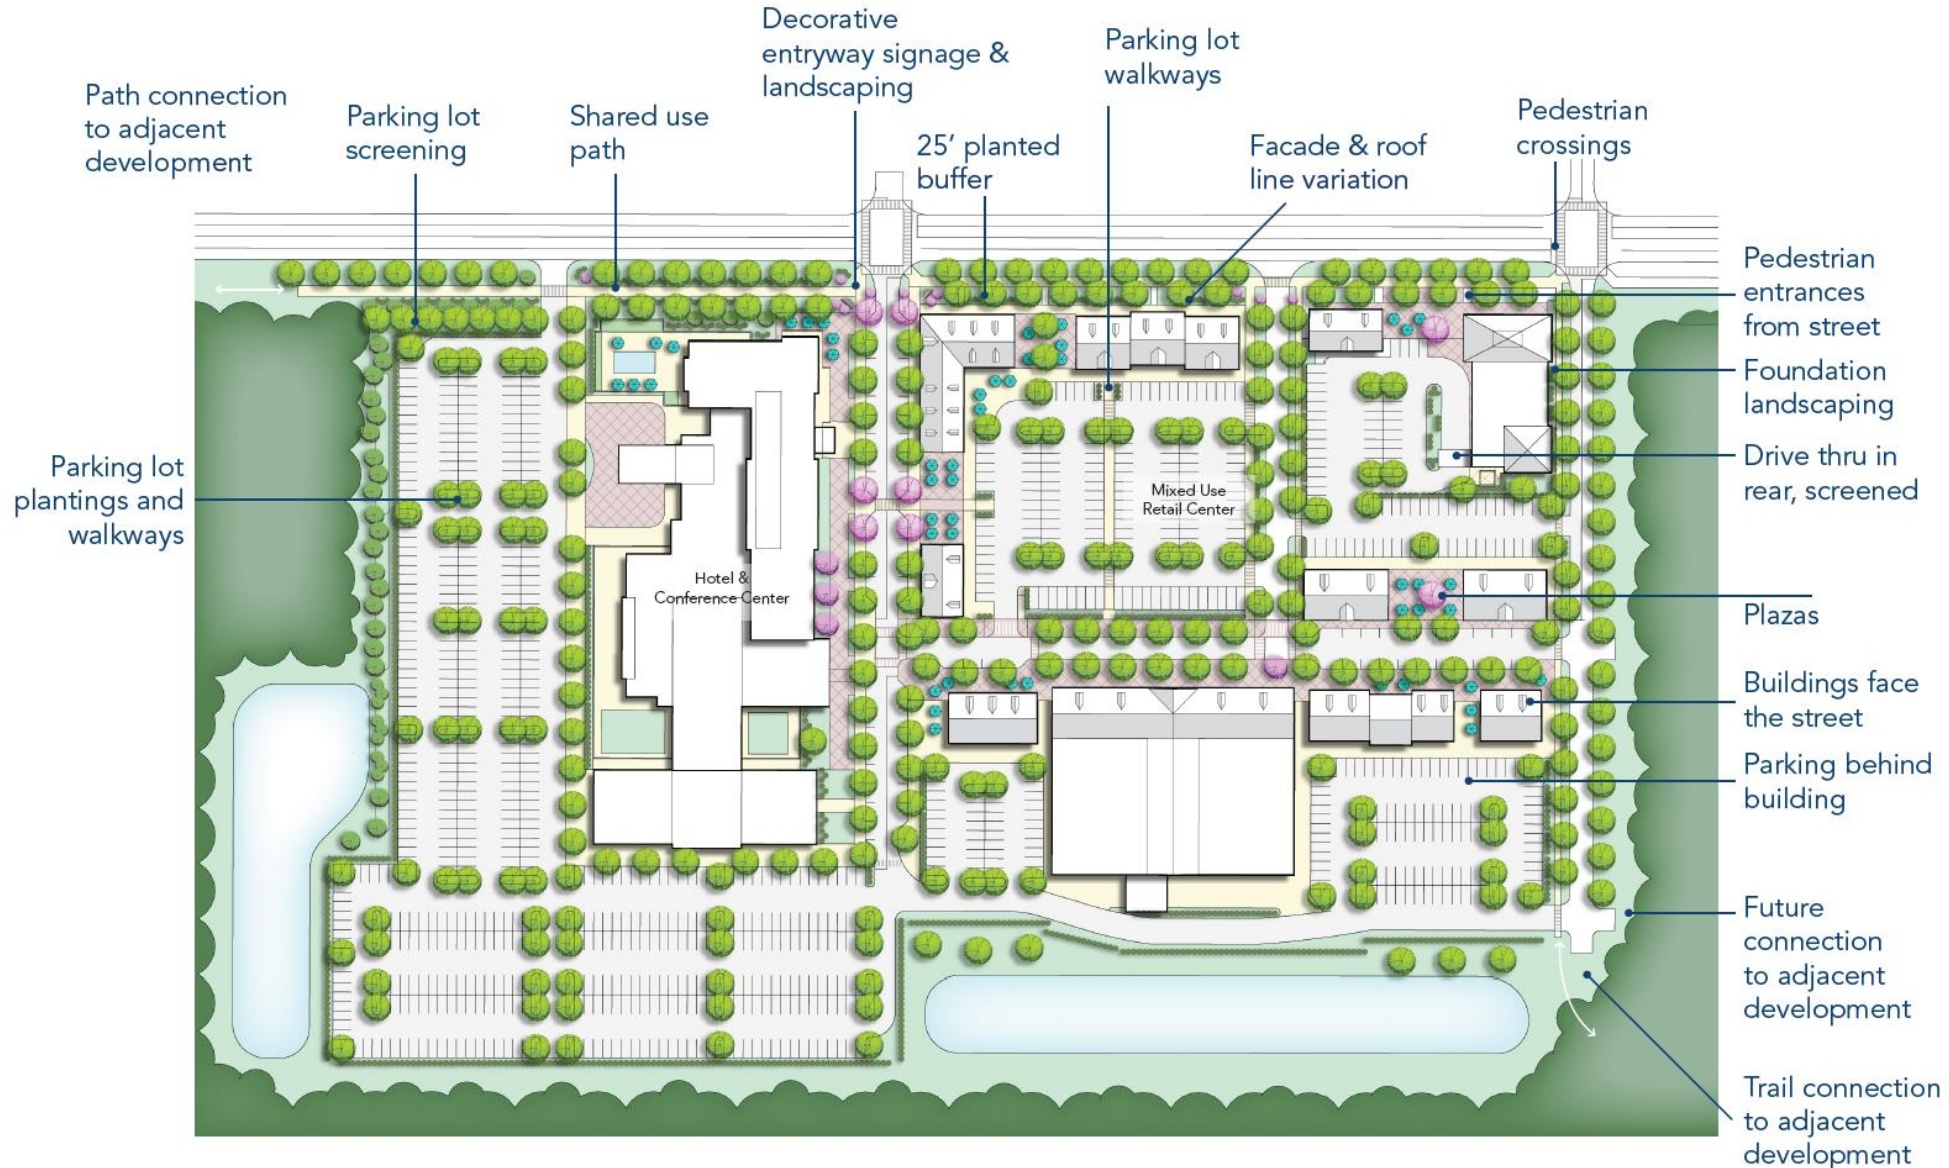 Decorative
entryway signage &
landscaping
Parking lot
walkways
Path connection
to adjacent
development
Parking lot
screening
Shared use
path
25’ planted
buffer
Facade & roof
line variation
Pedestrian
crossings
Pedestrian
entrances
from street
Foundation
landscaping
Drive thru in
rear, screened
Parking lot
plantings and
walkways
Mixed Use
Retail Center
Hotel &
Conference Center
Plazas
Buildings face
the street
Parking behind
building
Future
connection
to adjacent
development
Trail connection
to adjacent
development